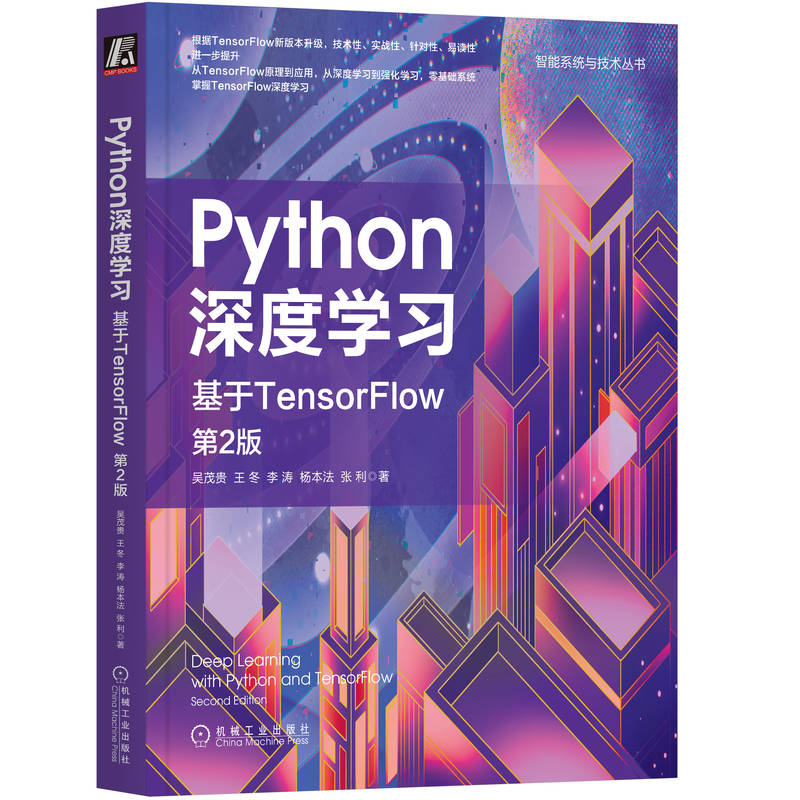 CMP BOOKS
Python深度学习
基于TensorFlow 第2版
吴茂贵 王冬 李涛 杨本法 张利◎著
机械工业出版社
China Machine Press
根据TensorFlow新版本升级，技术性、实战性、针对性、易读性
进一步提升
从TensorFlow原理到应用，从深度学习到强化学习，零基础系统
掌握TensorFlow深度学习
智能系统与技术丛书
Python
深度学习
基于TensorFlow
第2版
吴茂贵 王冬 李涛 杨本法 张利◎著
Deep Learning
with Python and TensorFlow
Second Edition
机械工业出版社
China Machine Press